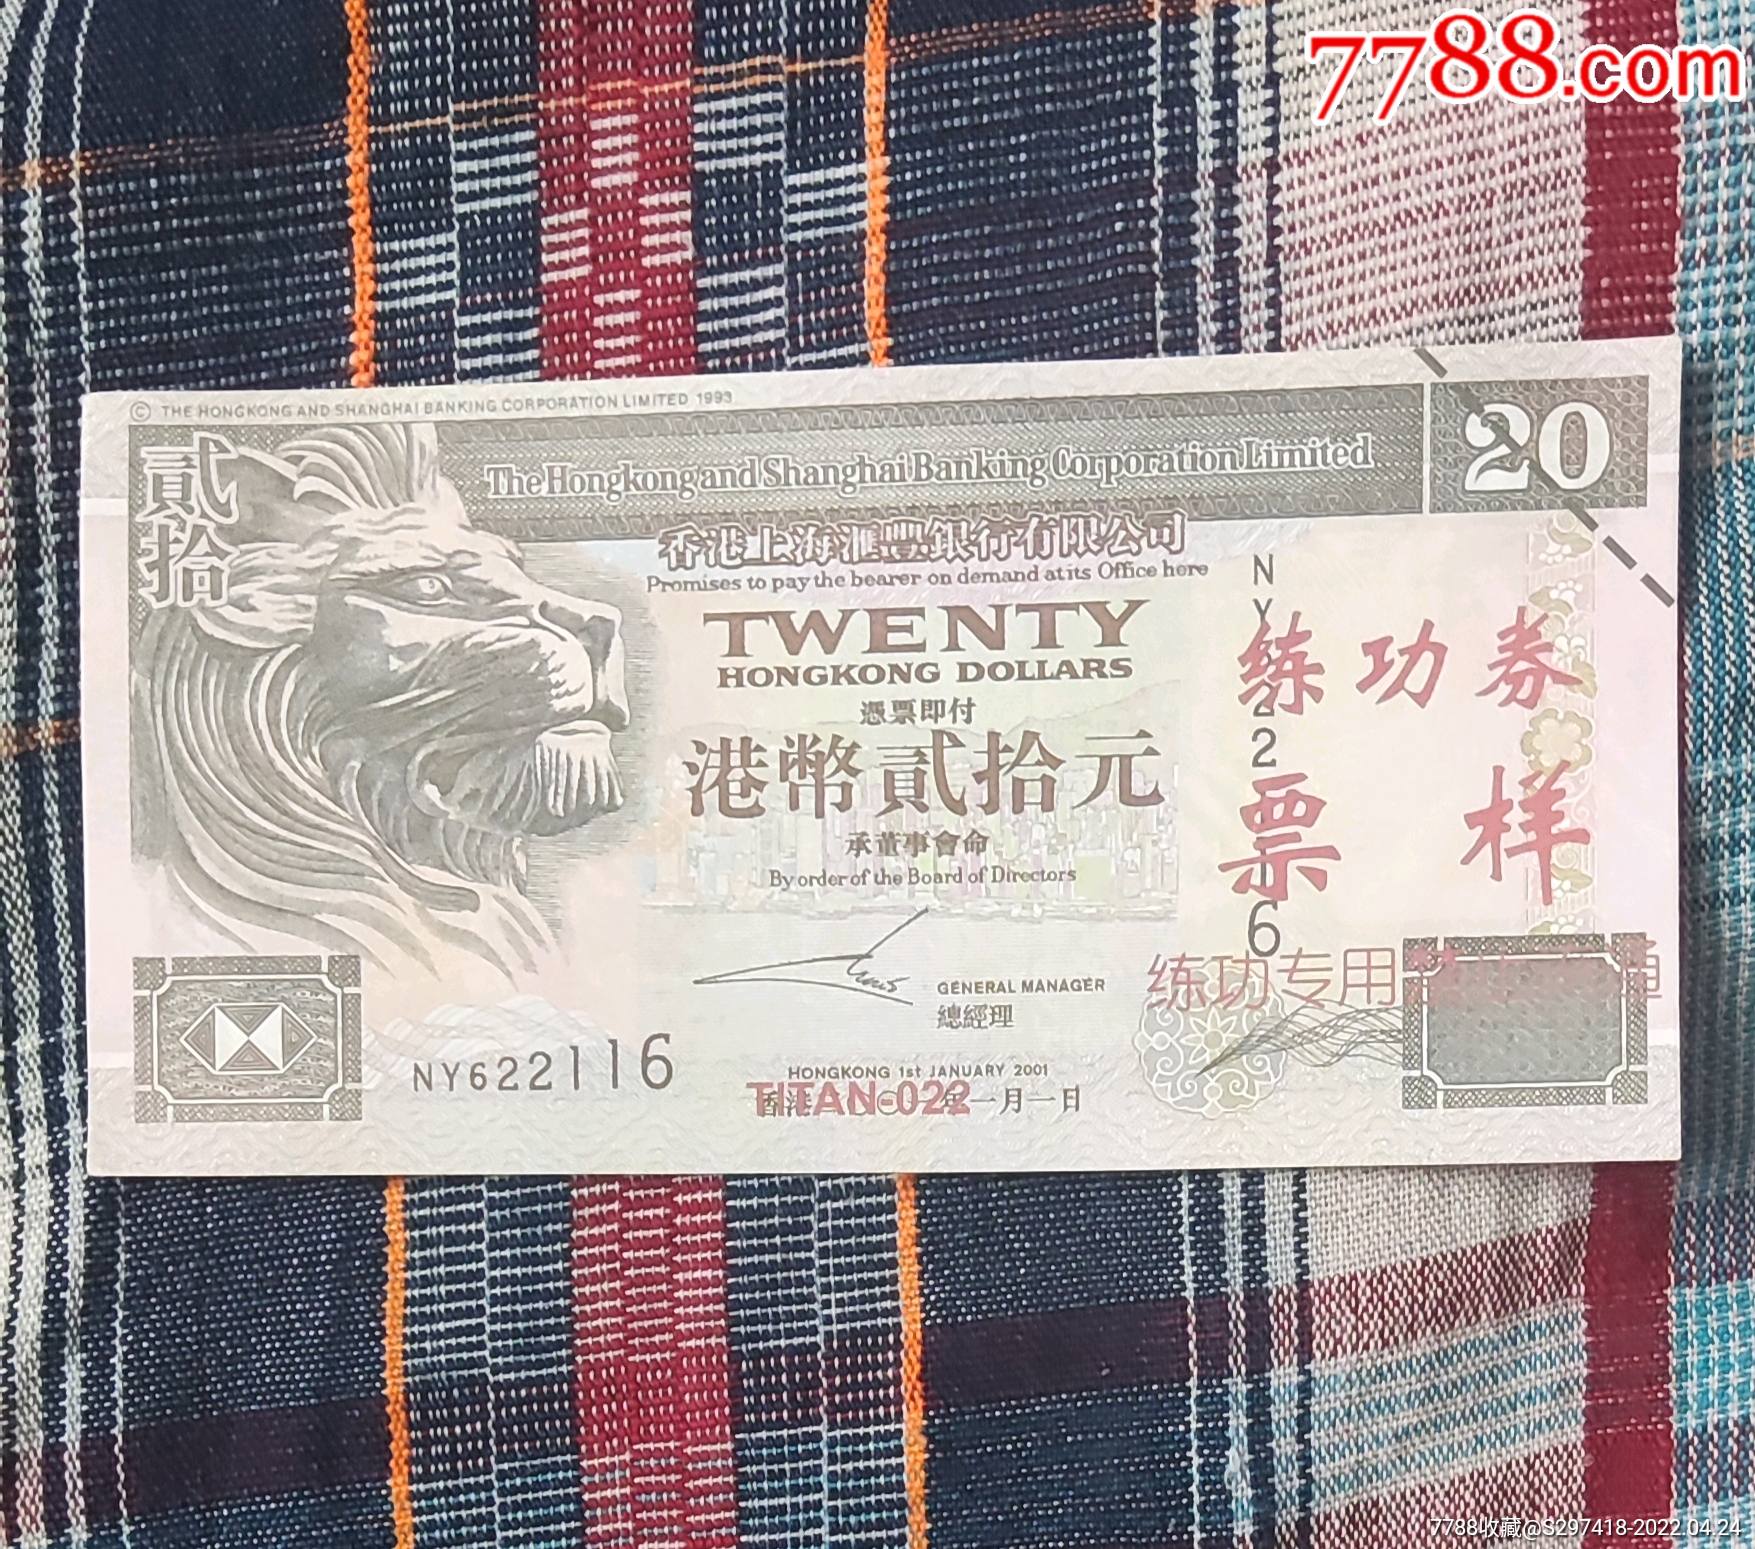 7788.com
© THE HONGKONG AND SHANGHAI BANKING CORPORATION LIMITED 1993
貳拾
The Hongkong and Shanghai Banking Corporation Limited
20
香港上海滙豐銀行有限公司
Promises to pay the bearer on demand at its Office here
TWENTY
HONGKONG DOLLARS
憑票即付
港幣貳拾元
承董事會命
By order of the Board of Directors
练功券
票样
GENERAL MANAGER
總經理
练功专用
NY622116
HONGKONG 1st JANUARY 2001
TITAN-022
年一月一日
7788收藏@S297418-2022.04.24